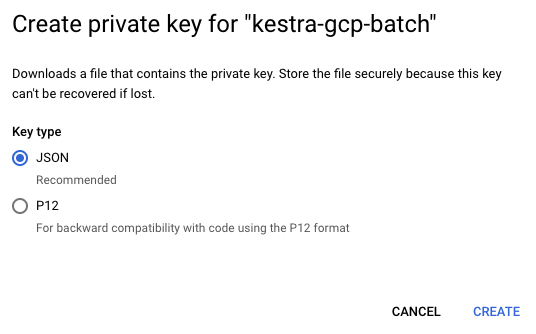 Create private key for "kestra-gcp-batch"
Downloads a file that contains the private key. Store the file securely because this key
can't be recovered if lost.
Key type
JSON
Recommended
P12
For backward compatibility with code using the P12 format
CANCEL CREATE